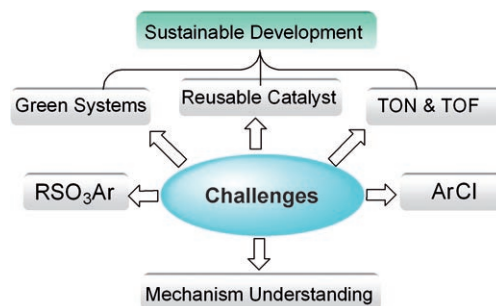 Sustainable Development
Green Systems
Reusable Catalyst
TON & TOF
RSO₃Ar
Challenges
ArCl
Mechanism Understanding